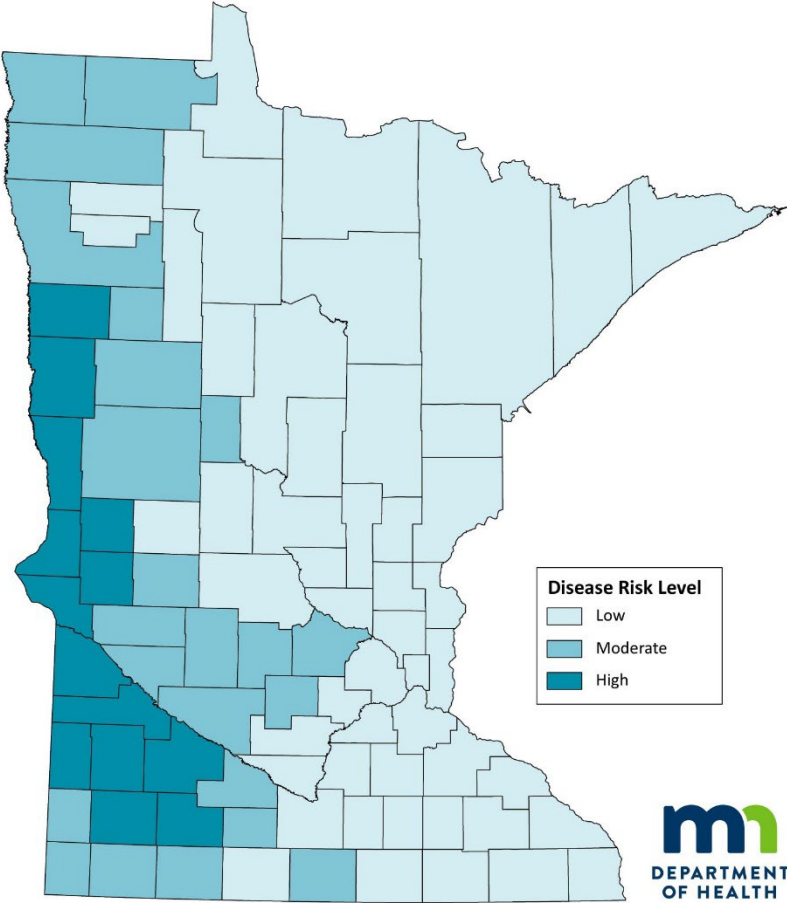 Disease Risk Level
Low
Moderate
High
mn
DEPARTMENT
OF HEALTH